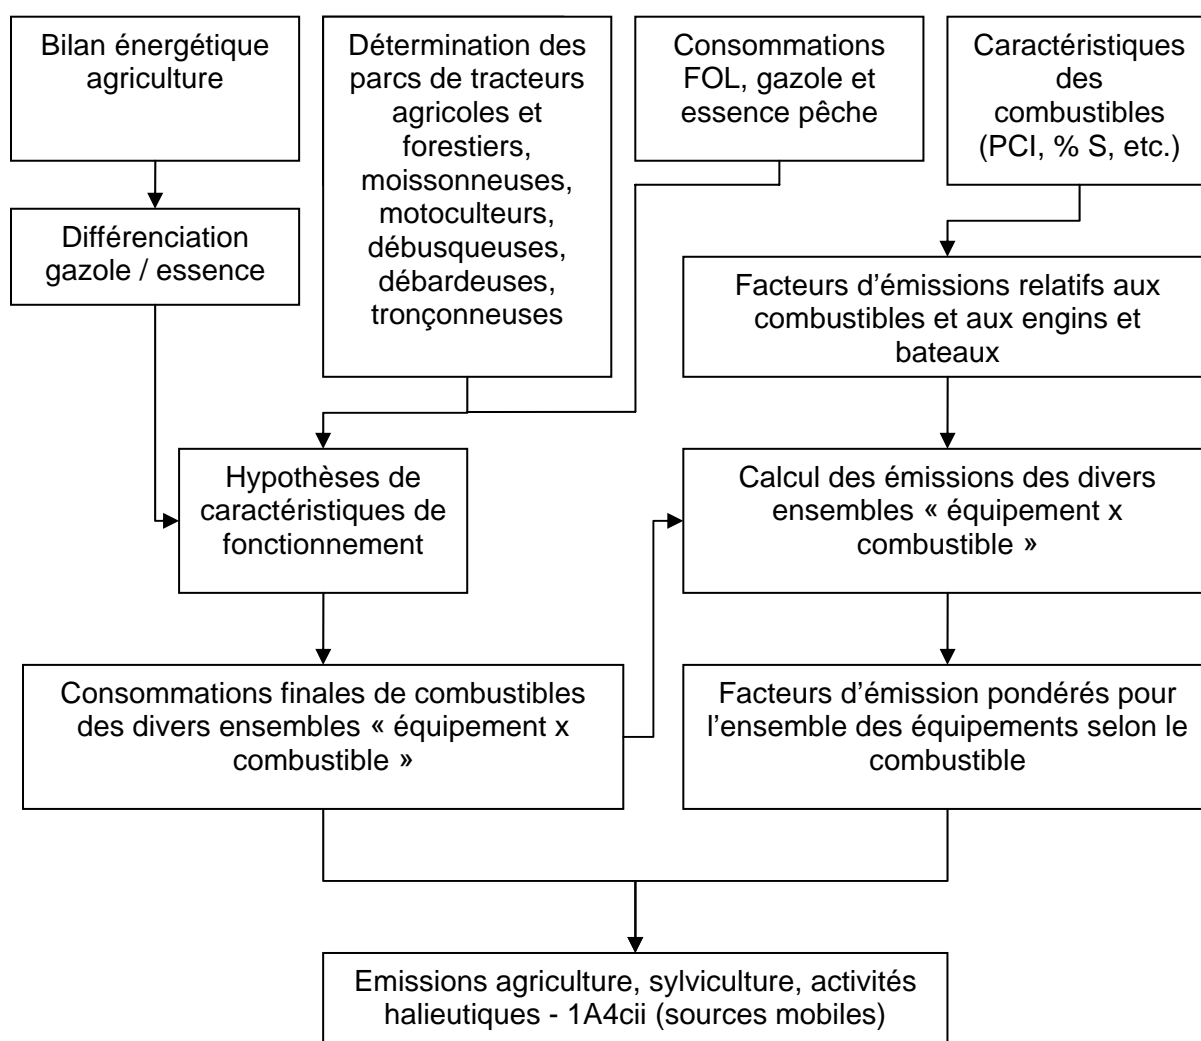 Bilan énergétique
agriculture
Détermination des
parcs de tracteurs
agricoles et
forestiers,
moissonneuses,
motoculteurs,
débusqueuses,
débardeuses,
tronçonneuses
Consommations
FOL, gazole et
essence pêche
Caractéristiques
des
combustibles
(PCI, % S, etc.)
Différenciation
gazole / essence
Facteurs d’émissions relatifs aux
combustibles et aux engins et
bateaux
Hypothèses de
caractéristiques de
fonctionnement
Calcul des émissions des divers
ensembles « équipement x
combustible »
Consommations finales de combustibles
des divers ensembles « équipement x
combustible »
Facteurs d’émission pondérés pour
l’ensemble des équipements selon le
combustible
Emissions agriculture, sylviculture, activités
halieutiques - 1A4cii (sources mobiles)